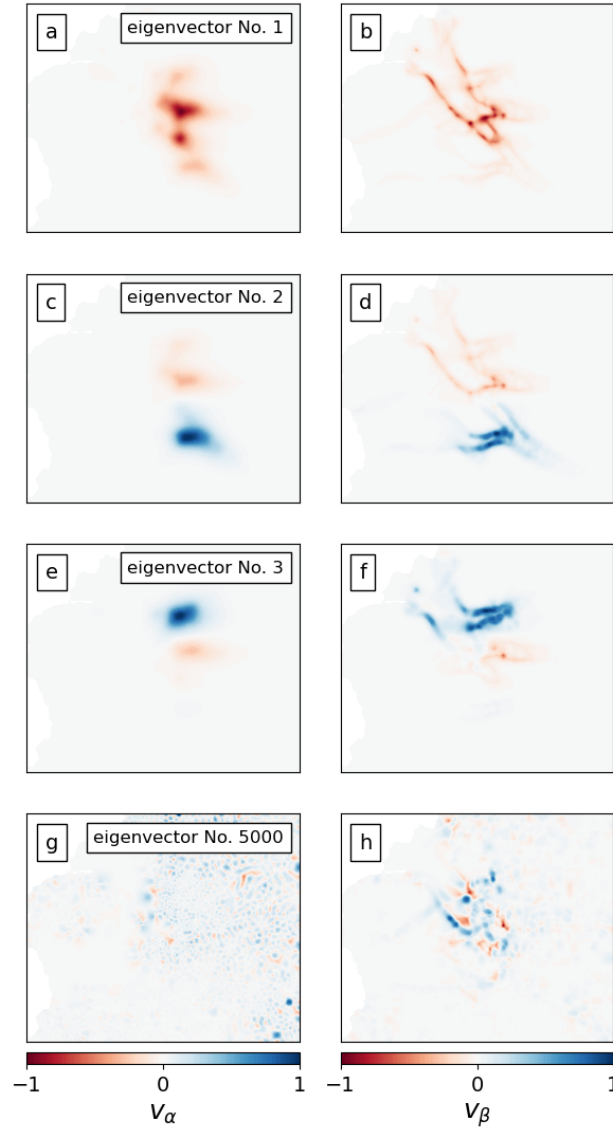 a
eigenvector No. 1
b
c
eigenvector No. 2
d
e
eigenvector No. 3
f
g
eigenvector No. 5000
h
−1 0 1 −1 0 1
vα vβ